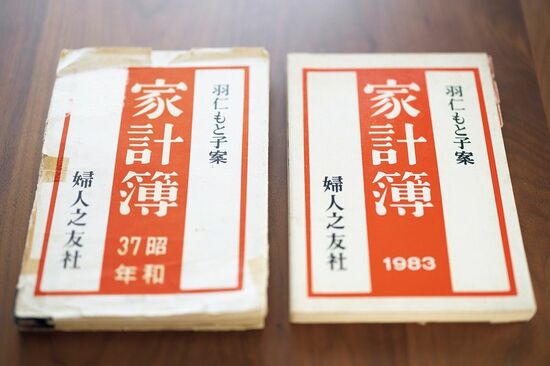 羽仁もと子案
家計簿
昭和
37年
婦人之友社
羽仁もと子案
家計簿
1983
婦人之友社